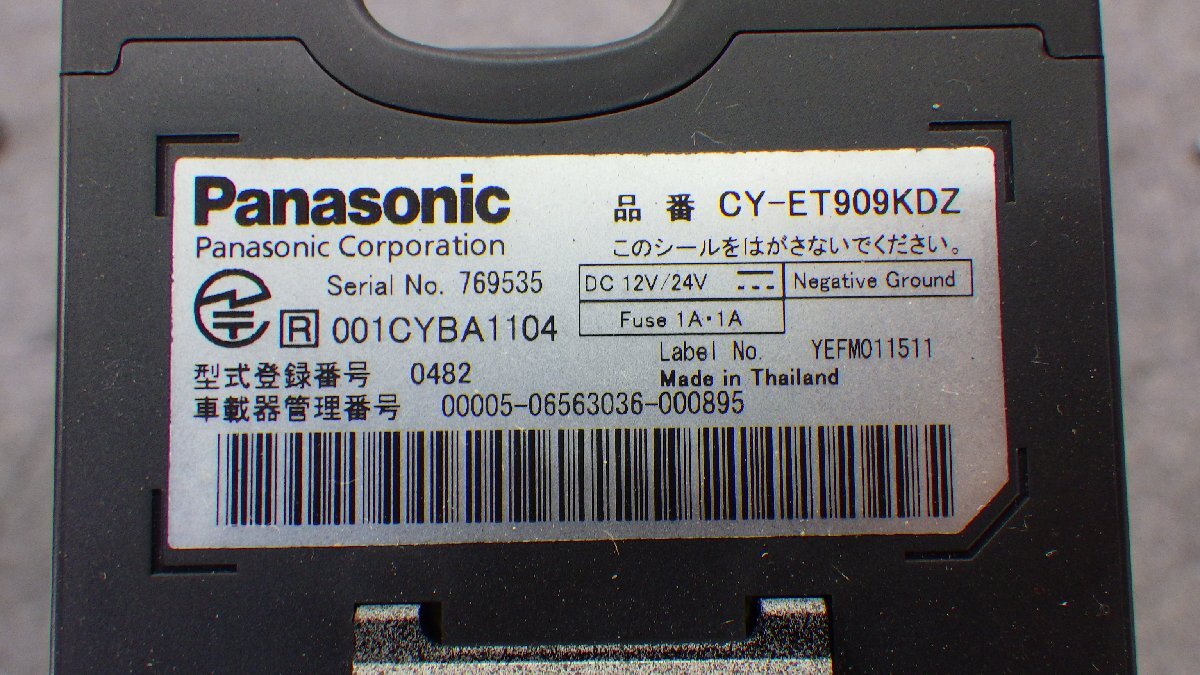 Panasonic
Panasonic Corporation
品番 CY-ET909KDZ
このシールをはがさないでください。
Serial No. 769535
DC 12V/24V Negative Ground
Fuse 1A・1A
R 001CYBA1104
Label No. YEFM011511
Made in Thailand
型式登録番号 0482
車載器管理番号 00005-06563036-000895